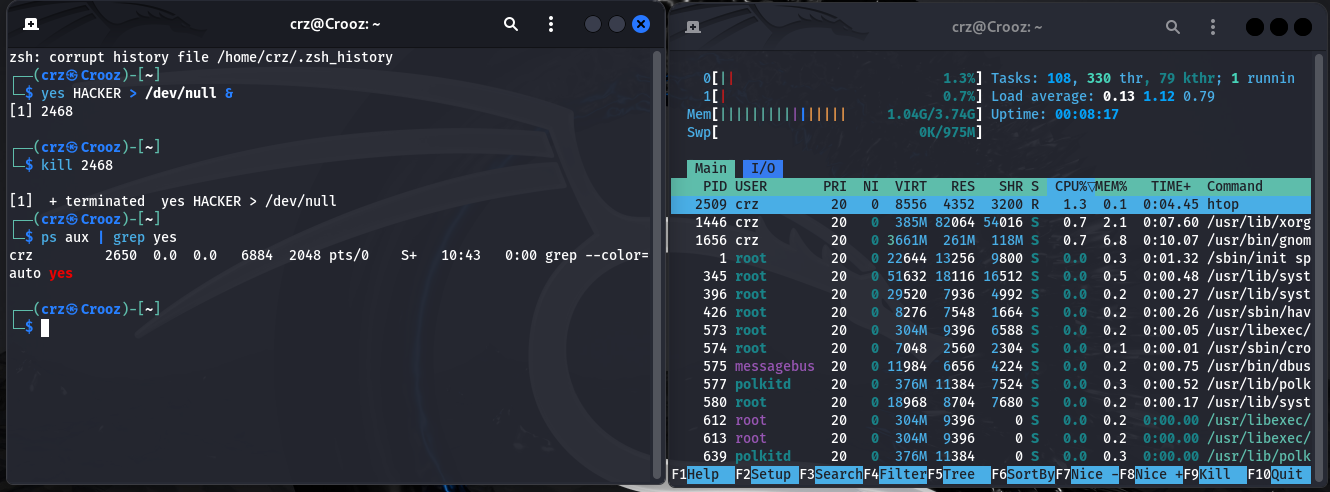 crz@Crooz: ~
zsh: corrupt history file /home/crz/.zsh_history
┌──(crz㉿Crooz)-[~]
└─$ yes HACKER > /dev/null &
[1] 2468
┌──(crz㉿Crooz)-[~]
└─$ kill 2468
[1]  + terminated  yes HACKER > /dev/null
┌──(crz㉿Crooz)-[~]
└─$ ps aux | grep yes
crz         2650  0.0  0.0   6884  2048 pts/0    S+   10:43   0:00 grep --color=
auto yes
┌──(crz㉿Crooz)-[~]
└─$
crz@Crooz: ~
0[|| 1.3%] Tasks: 108, 330 thr, 79 kthr; 1 runnin
1[| 0.7%] Load average: 0.13 1.12 0.79
Mem[||||||||||||||||1.04G/3.74G] Uptime: 00:08:17
Swp[ 0K/975M]
Main I/O
PID USER PRI NI VIRT RES SHR S CPU%▽MEM% TIME+ Command
2509 crz 20 0 8556 4352 3200 R 1.3 0.1 0:04.45 htop
1446 crz 20 0 385M 82064 54016 S 0.7 2.1 0:07.60 /usr/lib/xorg
1656 crz 20 0 3661M 261M 118M S 0.7 6.8 0:10.07 /usr/bin/gnom
1 root 20 0 22644 13256 9800 S 0.0 0.3 0:01.32 /sbin/init sp
345 root 20 0 51632 18116 16512 S 0.0 0.5 0:00.48 /usr/lib/syst
396 root 20 0 29520 7936 4992 S 0.0 0.2 0:00.27 /usr/lib/syst
426 root 20 0 8276 7548 1664 S 0.0 0.2 0:00.26 /usr/sbin/hav
573 root 20 0 304M 9396 6588 S 0.0 0.2 0:00.05 /usr/libexec/
574 root 20 0 7048 2560 2304 S 0.0 0.1 0:00.01 /usr/sbin/cro
575 messagebus 20 0 11984 6656 4224 S 0.0 0.2 0:00.75 /usr/bin/dbus
577 polkitd 20 0 376M 11384 7524 S 0.0 0.3 0:00.52 /usr/lib/polk
580 root 20 0 18968 8704 7680 S 0.0 0.2 0:00.17 /usr/lib/syst
612 root 20 0 304M 9396 0 S 0.0 0.2 0:00.00 /usr/libexec/
613 root 20 0 304M 9396 0 S 0.0 0.2 0:00.00 /usr/libexec/
639 polkitd 20 0 376M 11384 0 S 0.0 0.3 0:00.00 /usr/lib/polk
F1Help F2Setup F3SearchF4FilterF5Tree F6SortByF7Nice -F8Nice +F9Kill F10Quit